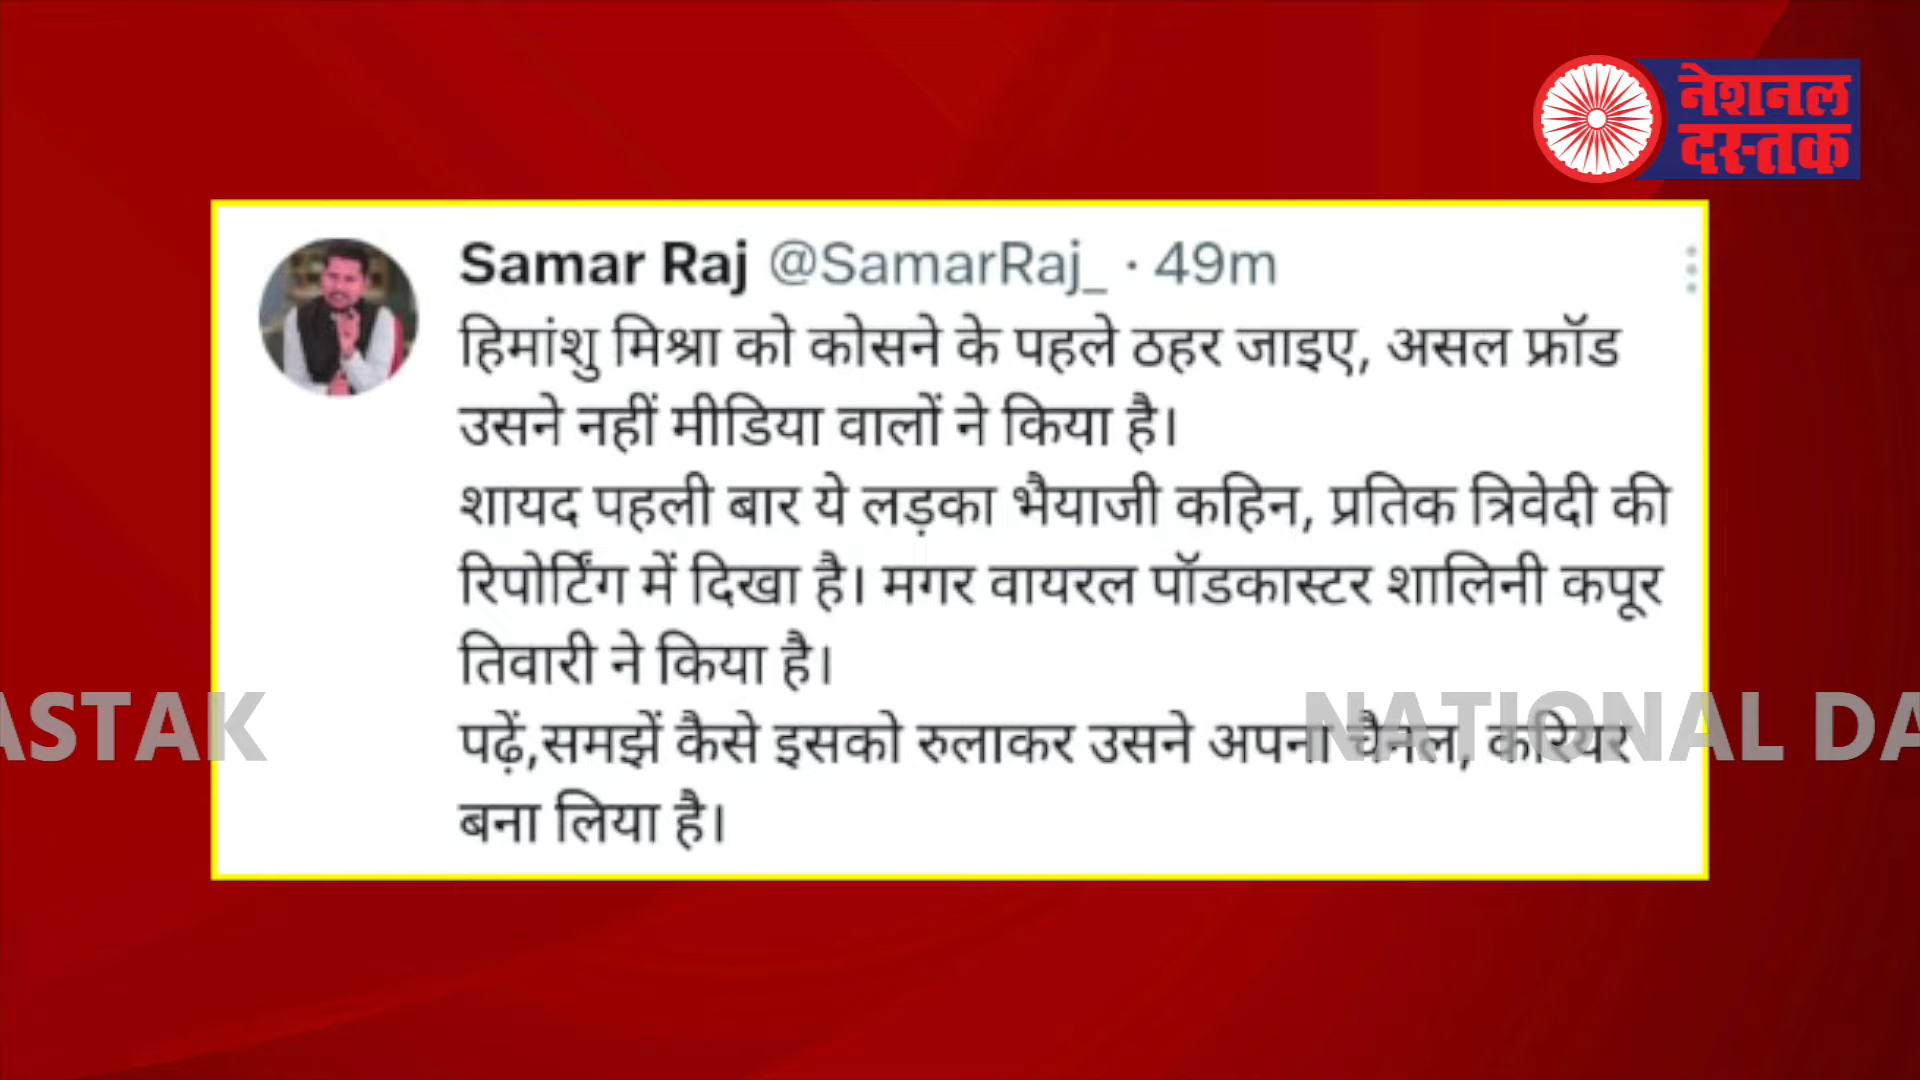 नेशनल
दस्तक
Samar Raj @SamarRaj_ · 49m
हिमांशु मिश्रा को कोसने के पहले ठहर जाइए, असल फ्रॉड
उसने नहीं मीडिया वालों ने किया है।
शायद पहली बार ये लड़का भैयाजी कहिन, प्रतिक त्रिवेदी की
रिपोर्टिंग में दिखा है। मगर वायरल पॉडकास्टर शालिनी कपूर
तिवारी ने किया है।
पढ़ें,समझें कैसे इसको रुलाकर उसने अपना चैनल, करियर
बना लिया है।
ASTAK
NATIONAL DA